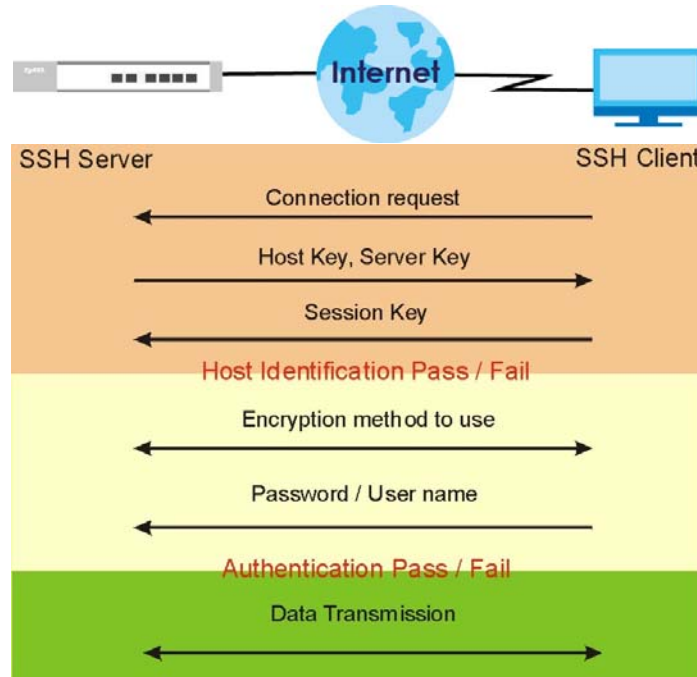 ZyXEL
Internet
SSH Server
SSH Client
Connection request
Host Key, Server Key
Session Key
Host Identification Pass / Fail
Encryption method to use
Password / User name
Authentication Pass / Fail
Data Transmission